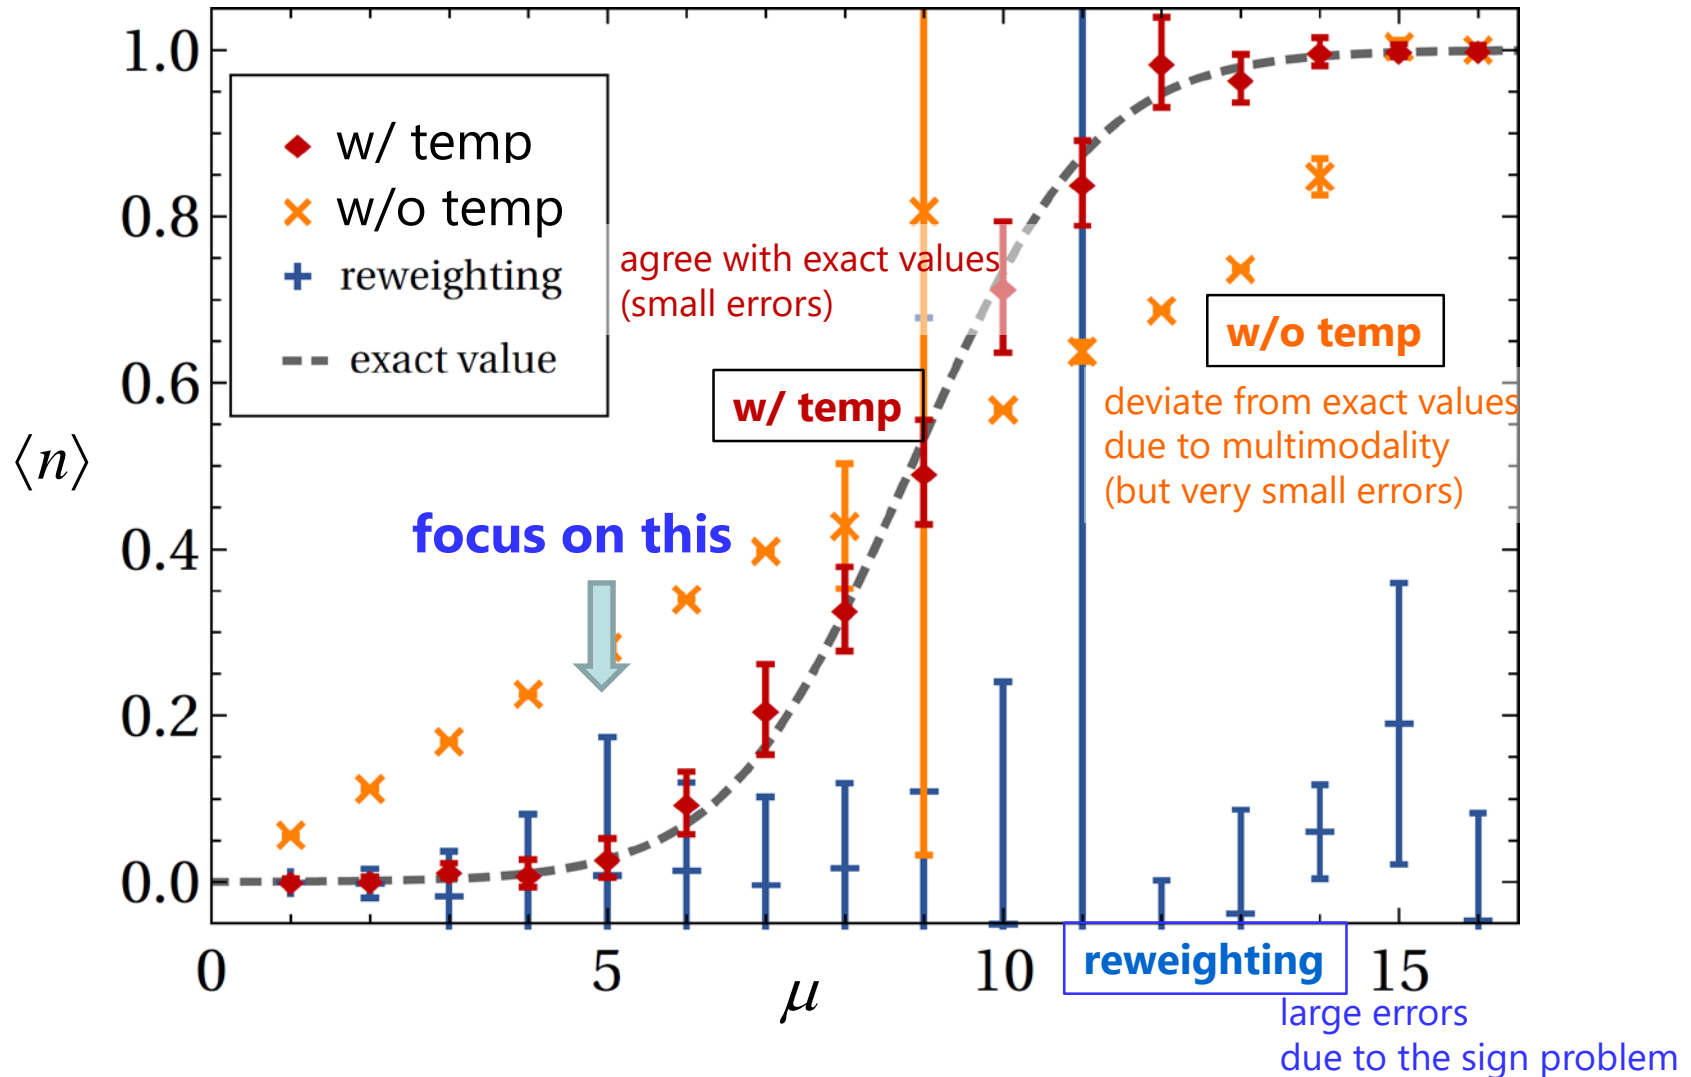 1.0
0.8
0.6
0.4
0.2
0.0
⟨n⟩
w/ temp
w/o temp
reweighting
exact value
agree with exact values
(small errors)
w/ temp
w/o temp
deviate from exact values
due to multimodality
(but very small errors)
focus on this
0 5 10 15
μ
reweighting
large errors
due to the sign problem